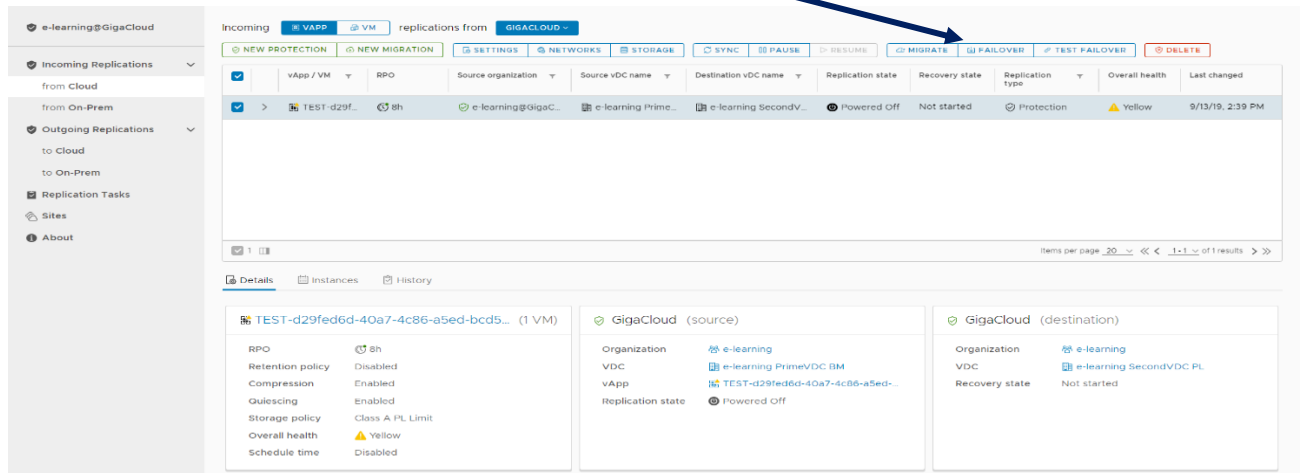 e-learning@GigaCloud
Incoming Replications
from Cloud
from On-Prem
Outgoing Replications
to Cloud
to On-Prem
Replication Tasks
Sites
About
Incoming VAPP VM replications from GIGACLOUD
NEW PROTECTION NEW MIGRATION SETTINGS NETWORKS STORAGE SYNC PAUSE RESUME MIGRATE FAILOVER TEST FAILOVER DELETE
vApp / VM RPO Source organization Source vDC name Destination vDC name Replication state Recovery state Replication type Overall health Last changed
TEST-d29f... 8h e-learning@GigaC... e-learning Prime... e-learning SecondV... Powered Off Not started Protection Yellow 9/13/19, 2:39 PM
1 Items per page 20 1-1 of 1 results
Details Instances History
TEST-d29fed6d-40a7-4c86-a5ed-bcd5... (1 VM)
RPO 8h
Retention policy Disabled
Compression Enabled
Quiescing Enabled
Storage policy Class A PL Limit
Overall health Yellow
Schedule time Disabled
GigaCloud (source)
Organization e-learning
VDC e-learning PrimeVDC BM
vApp TEST-d29fed6d-40a7-4c86-a5ed-...
Replication state Powered Off
GigaCloud (destination)
Organization e-learning
VDC e-learning SecondVDC PL
Recovery state Not started